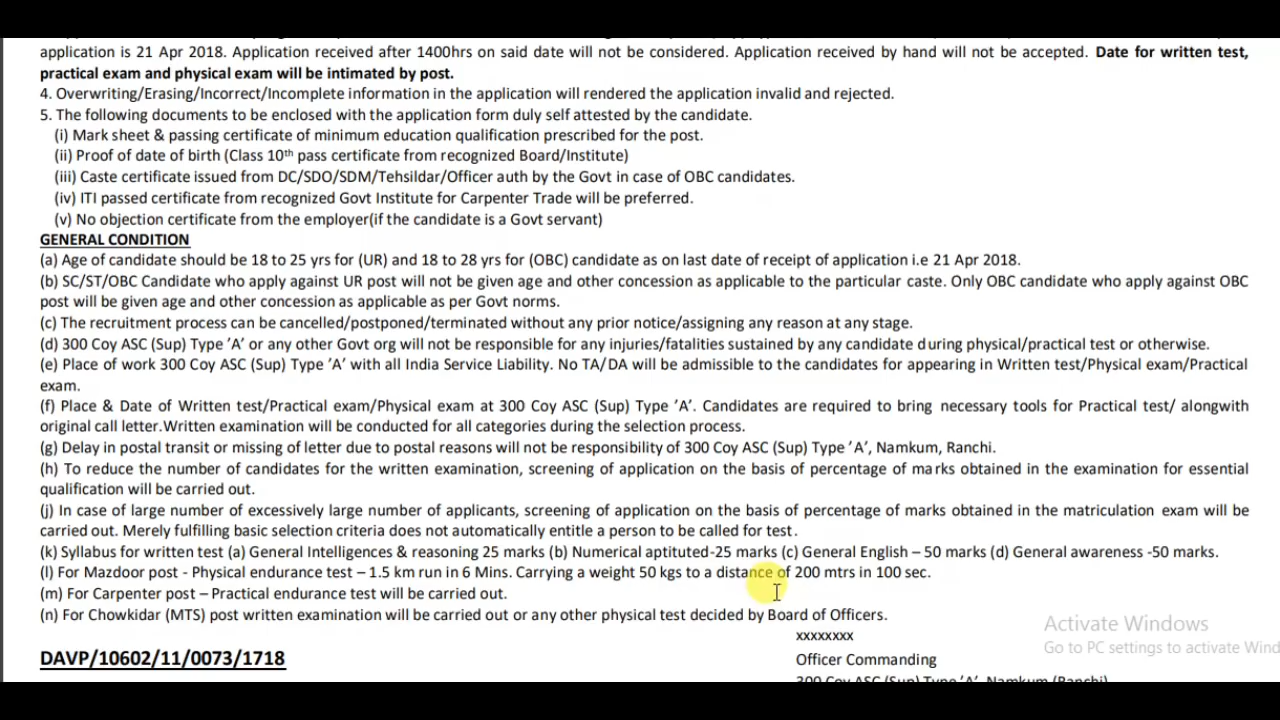 application is 21 Apr 2018. Application received after 1400hrs on said date will not be considered. Application received by hand will not be accepted. Date for written test,
practical exam and physical exam will be intimated by post.
4. Overwriting/Erasing/Incorrect/Incomplete information in the application will rendered the application invalid and rejected.
5. The following documents to be enclosed with the application form duly self attested by the candidate.
(i) Mark sheet & passing certificate of minimum education qualification prescribed for the post.
(ii) Proof of date of birth (Class 10th pass certificate from recognized Board/Institute)
(iii) Caste certificate issued from DC/SDO/SDM/Tehsildar/Officer auth by the Govt in case of OBC candidates.
(iv) ITI passed certificate from recognized Govt Institute for Carpenter Trade will be preferred.
(v) No objection certificate from the employer(if the candidate is a Govt servant)
GENERAL CONDITION
(a) Age of candidate should be 18 to 25 yrs for (UR) and 18 to 28 yrs for (OBC) candidate as on last date of receipt of application i.e 21 Apr 2018.
(b) SC/ST/OBC Candidate who apply against UR post will not be given age and other concession as applicable to the particular caste. Only OBC candidate who apply against OBC
post will be given age and other concession as applicable as per Govt norms.
(c) The recruitment process can be cancelled/postponed/terminated without any prior notice/assigning any reason at any stage.
(d) 300 Coy ASC (Sup) Type 'A' or any other Govt org will not be responsible for any injuries/fatalities sustained by any candidate during physical/practical test or otherwise.
(e) Place of work 300 Coy ASC (Sup) Type 'A' with all India Service Liability. No TA/DA will be admissible to the candidates for appearing in Written test/Physical exam/Practical
exam.
(f) Place & Date of Written test/Practical exam/Physical exam at 300 Coy ASC (Sup) Type 'A'. Candidates are required to bring necessary tools for Practical test/ alongwith
original call letter.Written examination will be conducted for all categories during the selection process.
(g) Delay in postal transit or missing of letter due to postal reasons will not be responsibility of 300 Coy ASC (Sup) Type 'A', Namkum, Ranchi.
(h) To reduce the number of candidates for the written examination, screening of application on the basis of percentage of marks obtained in the examination for essential
qualification will be carried out.
(j) In case of large number of excessively large number of applicants, screening of application on the basis of percentage of marks obtained in the matriculation exam will be
carried out. Merely fulfilling basic selection criteria does not automatically entitle a person to be called for test.
(k) Syllabus for written test (a) General Intelligences & reasoning 25 marks (b) Numerical aptituted-25 marks (c) General English – 50 marks (d) General awareness -50 marks.
(l) For Mazdoor post - Physical endurance test – 1.5 km run in 6 Mins. Carrying a weight 50 kgs to a distance of 200 mtrs in 100 sec.
(m) For Carpenter post – Practical endurance test will be carried out.
(n) For Chowkidar (MTS) post written examination will be carried out or any other physical test decided by Board of Officers.
xxxxxxxx
Activate Windows
Go to PC settings to activate Wind
DAVP/10602/11/0073/1718
Officer Commanding
300 Coy ASC (Sup) Type 'A', Namkum (Ranchi)